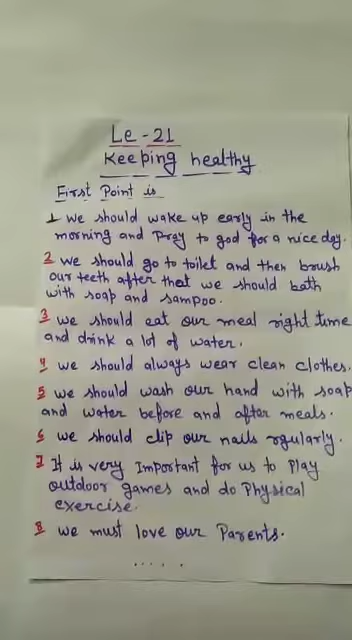 Le - 21
Keeping healthy
First Point is
1 we should wake up early in the
morning and Pray to god for a nice day.
2 we should go to toilet and then brush
our teeth after that we should bath
with soap and sampoo.
3 we should eat our meal right time
and drink a lot of water.
4 we should always wear clean clothes.
5 we should wash our hand with soap
and water before and after meals.
6 we should clip our nails rgularly.
7 It is very Important for us to Play
outdoor games and do Physical
exercise.
8 we must love our Parents.
.....